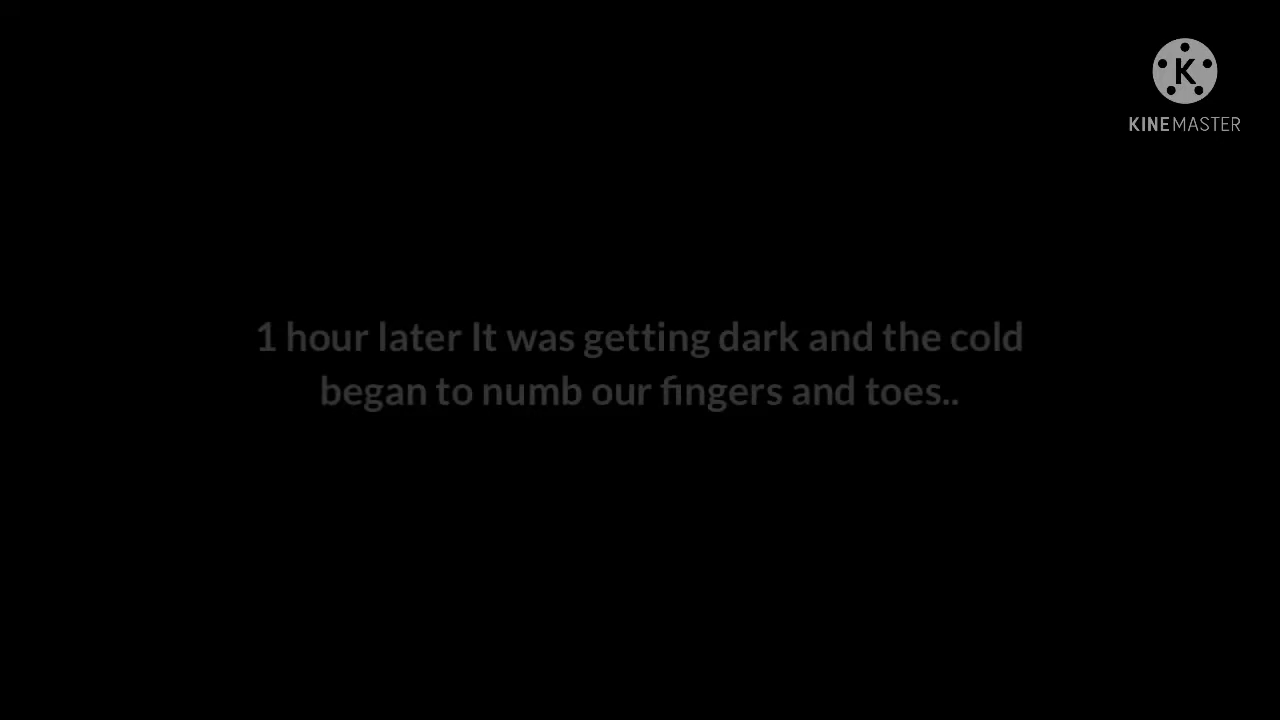 K
KINEMASTER
1 hour later It was getting dark and the cold
began to numb our fingers and toes..